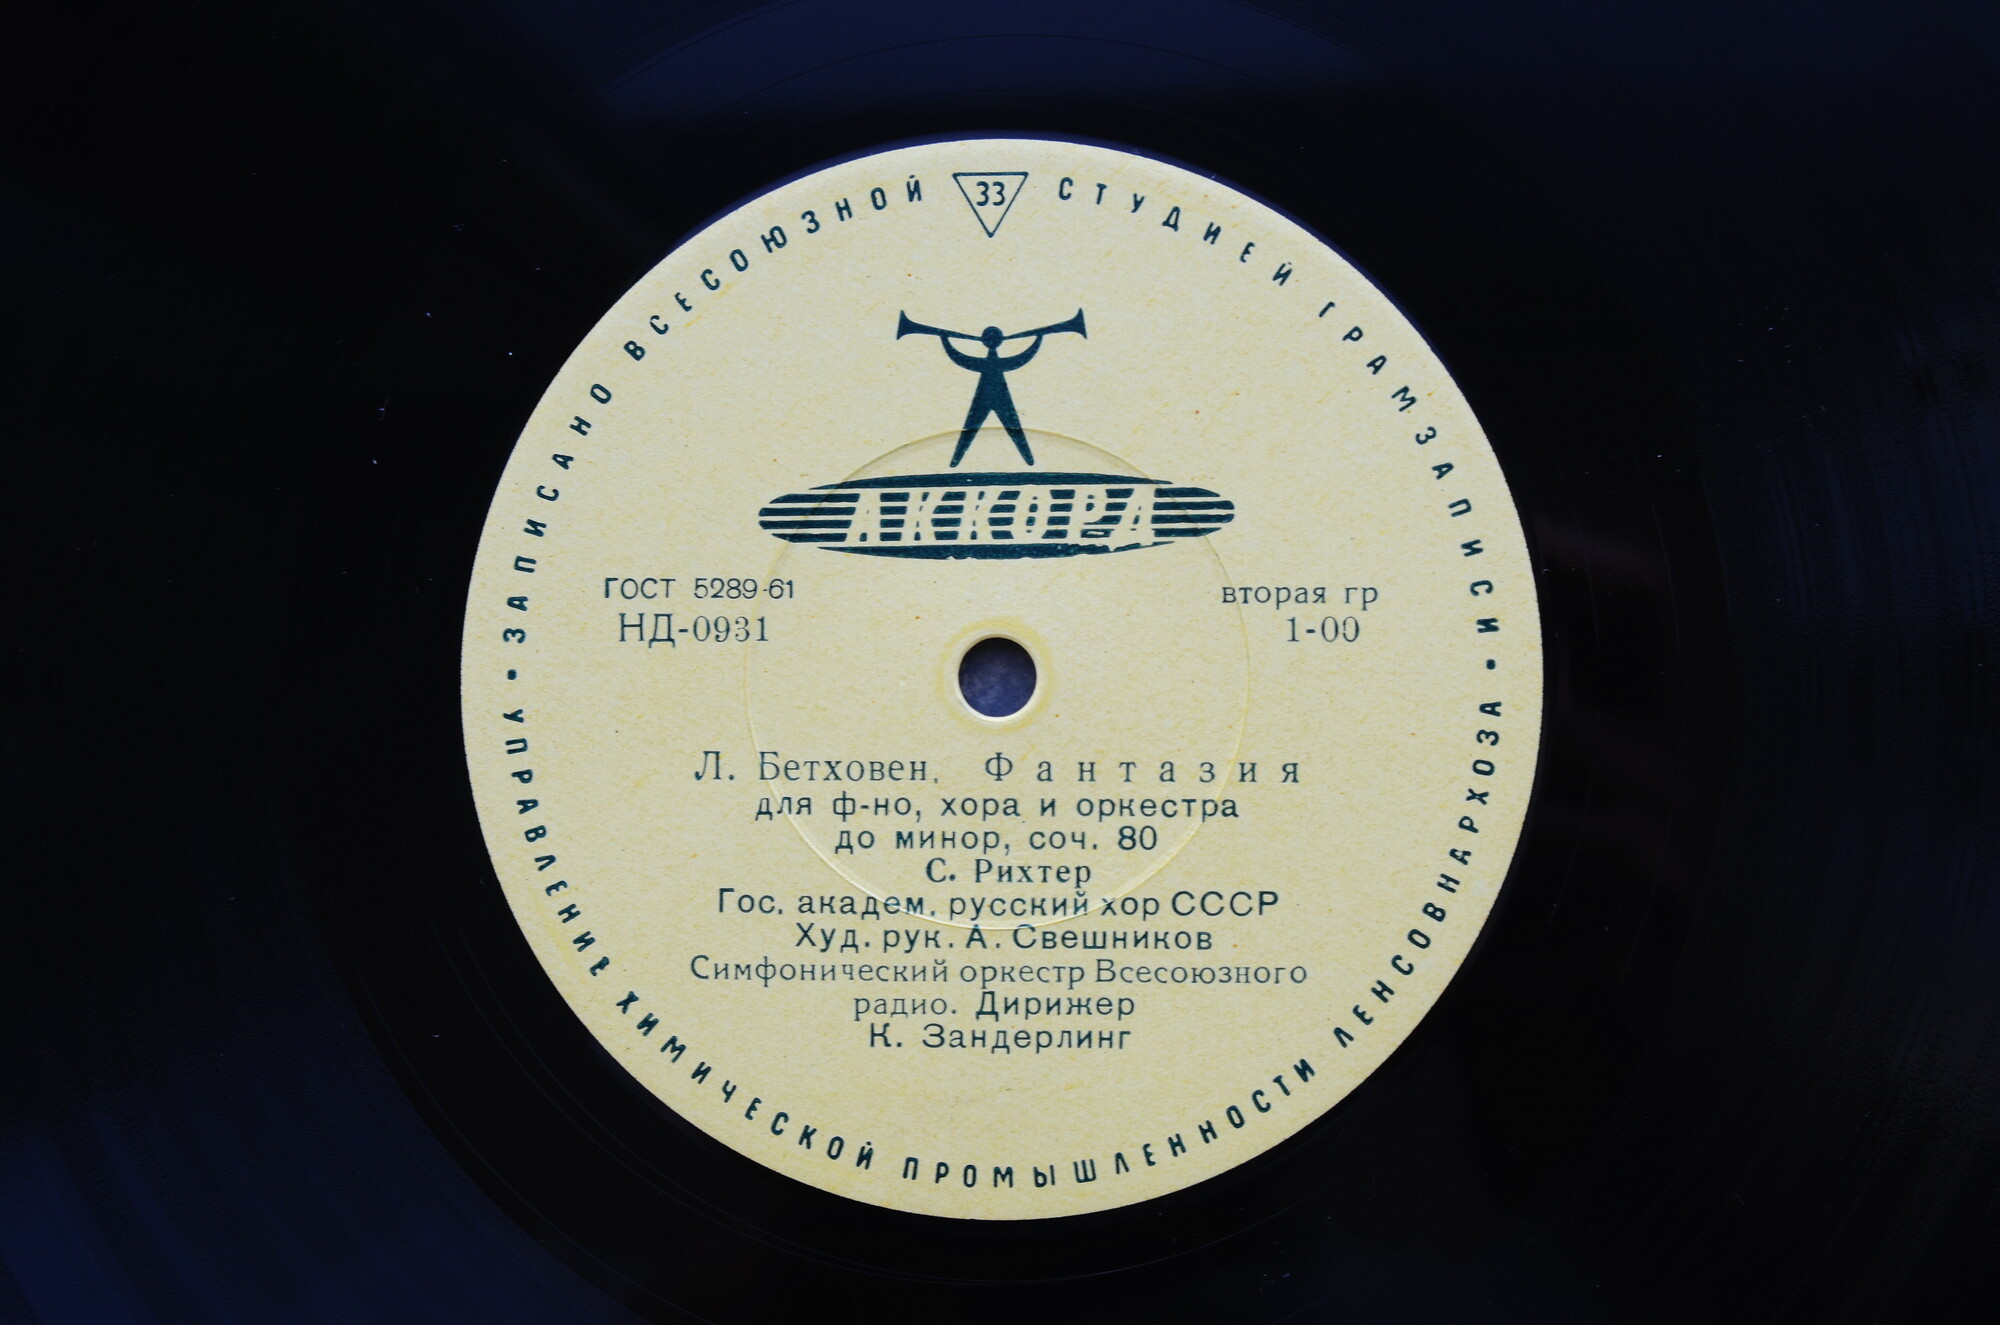 ЗАПИСАНО ВСЕСОЮЗНОЙ СТУДИЕЙ ГРАМЗАПИСИ •
33
АККОРД
ГОСТ 5289-61
НД-0931
вторая гр
1-00
Л. Бетховен. Фантазия
для ф-но, хора и оркестра
до минор, соч. 80
С. Рихтер
Гос. академ. русский хор СССР
Худ. рук. А. Свешников
Симфонический оркестр Всесоюзного
радио. Дирижер
К. Зандерлинг
УПРАВЛЕНИЕ ХИМИЧЕСКОЙ ПРОМЫШЛЕННОСТИ ЛЕНСОВНАРХОЗА •